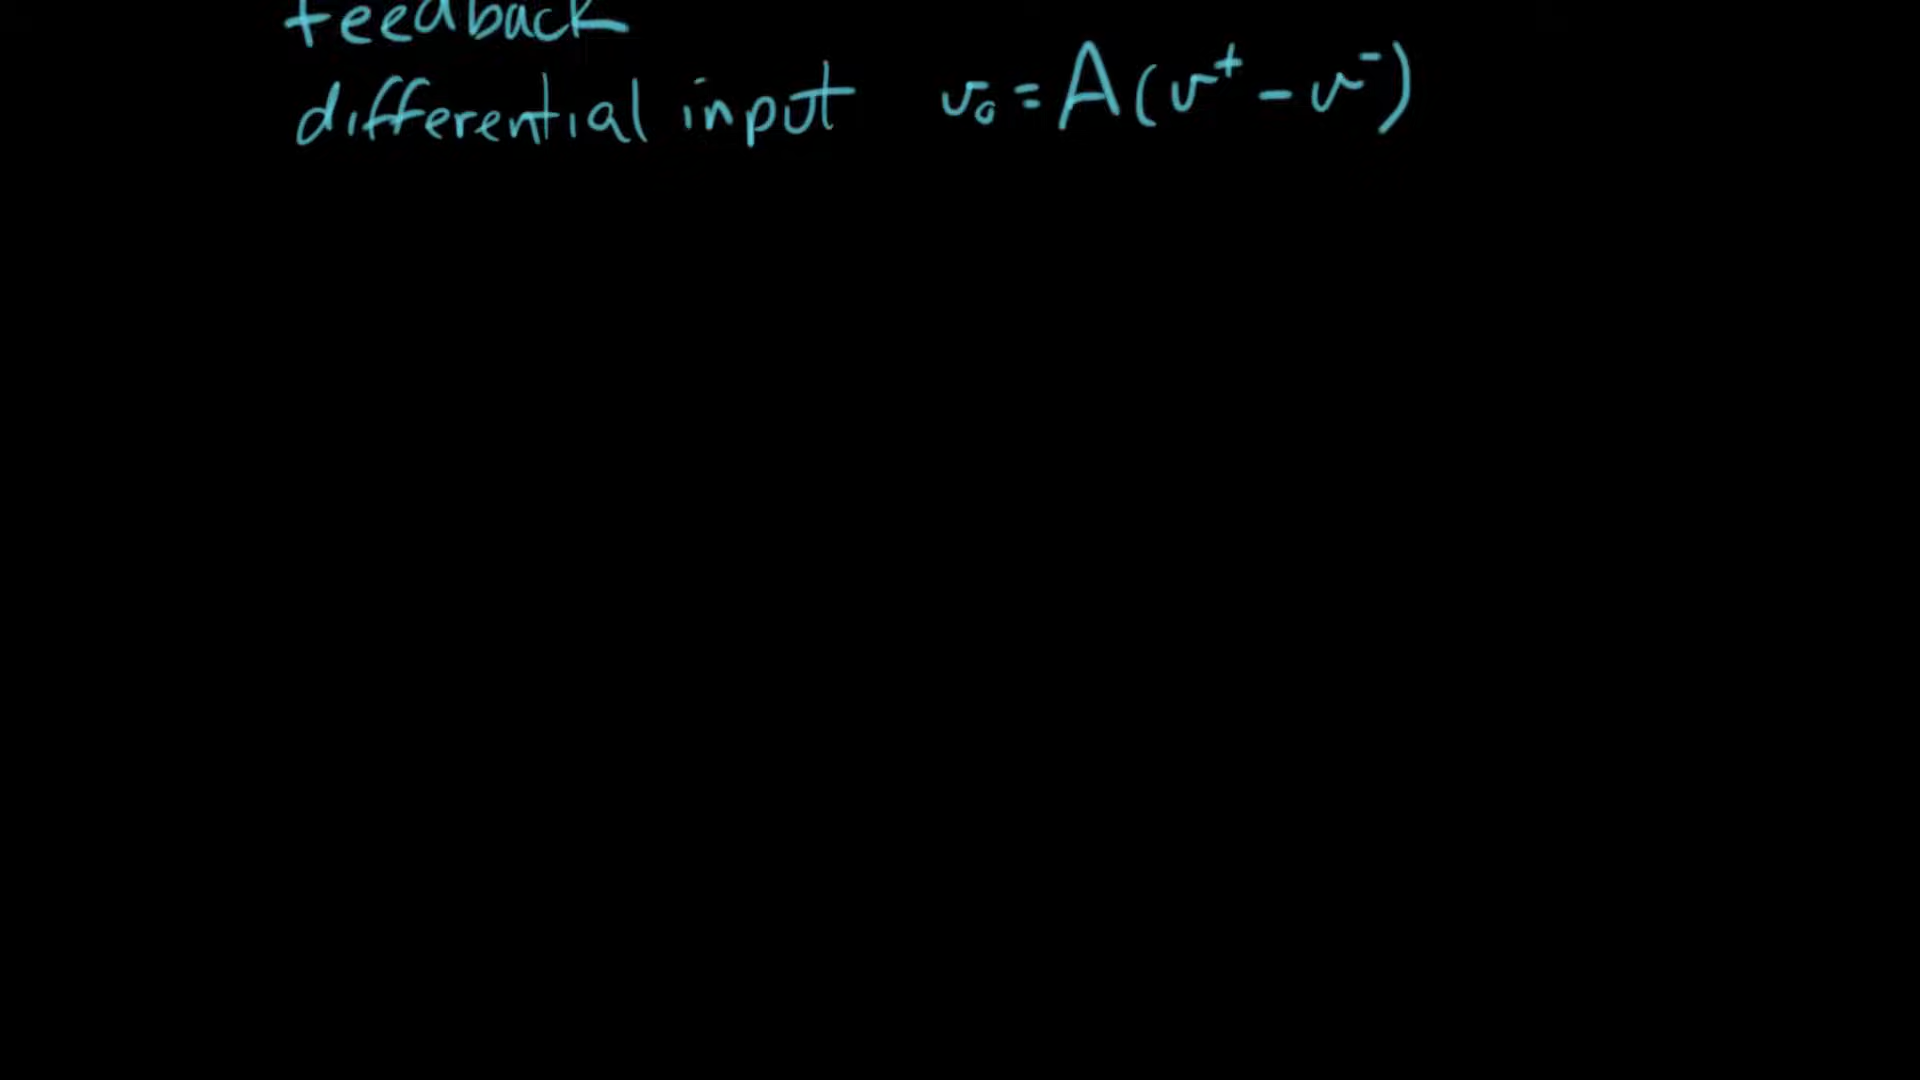 feedback
differential input v₀ = A(v⁺ - v⁻)